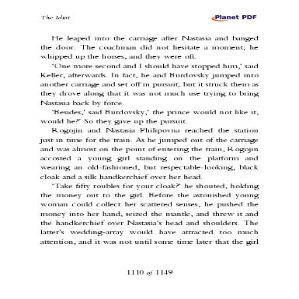 The Idiot
Planet PDF
He leaped into the carriage after Nastasia and banged
the door. The coachman did not hesitate a moment; he
whipped up the horses, and they were off.
'One more second and I should have stopped him,' said
Keller, afterwards. In fact, he and Burdovsky jumped into
another carriage and set off in pursuit; but it struck them as
they drove along that it was not much use trying to bring
Nastasia back by force.
'Besides,' said Burdovsky,' the prince would not like it,
would he?' So they gave up the pursuit.
Rogojin and Nastasia Philipovna reached the station
just in time for the train. As he jumped out of the carriage
and was almost on the point of entering the train, Rogojin
accosted a young girl standing on the platform and
wearing an old-fashioned, but respectable-looking, black
cloak and a silk handkerchief over her head.
'Take fifty roubles for your cloak?' he shouted, holding
the money out to the girl. Before the astonished young
woman could collect her scattered senses, he pushed the
money into her hand, seized the mantle, and threw it and
the handkerchief over Nastasia's head and shoulders. The
latter's wedding-array would have attracted too much
attention, and it was not until some time later that the girl
1110 of 1149